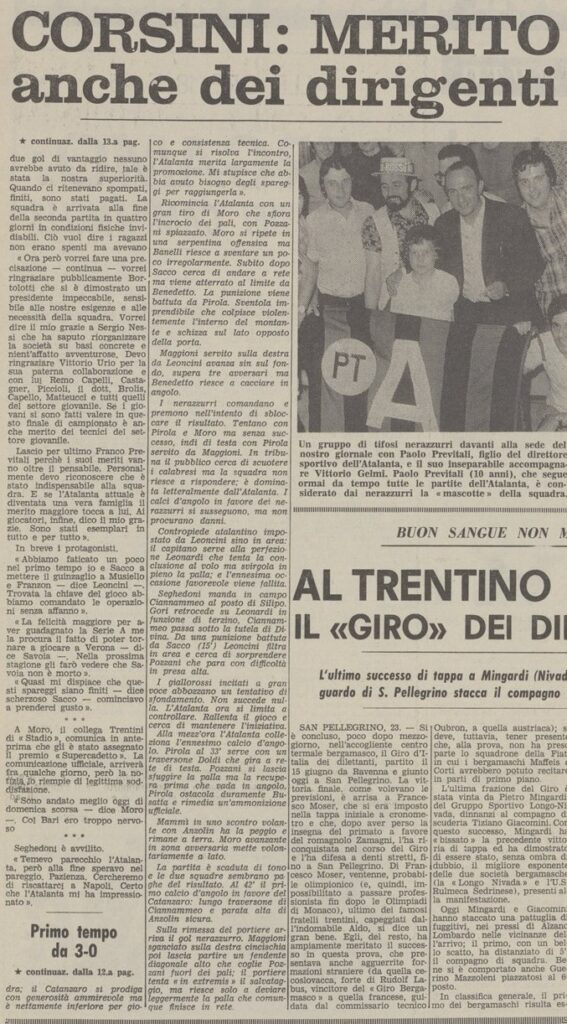 CORSINI: MERITO
anche dei dirigenti
★ continuaz. dalla 13.a pag.
due gol di vantaggio nessuno
avrebbe avuto da ridire, tale è
stata la nostra superiorità.
Quando ci ritenevano spompati,
finiti, sono stati pagati. La
squadra è arrivata alla fine
della seconda partita in quattro
giorni in condizioni fisiche invi-
diabili. Ciò vuol dire i ragazzi
non erano spenti ma avevano
« Ora però vorrei fare una pre-
cisazione — continua — vorrei
ringraziare pubblicamente Bor-
tolotti che si è dimostrato un
presidente impeccabile, sensi-
bile alle nostre esigenze e alle
necessità della squadra. Vorrei
dire il mio grazie a Sergio Nes-
si che ha saputo riorganizzare
la società su basi concrete e
nient'affatto avventurose. Devo
ringraziare Vittorio Urio per la
sua paterna collaborazione e
con lui Remo Capelli, Castag-
ner, Piccioli, il dott. Brolis,
Capello, Matteucci e tutti quelli
del settore giovanile. Se i gio-
vani si sono fatti valere in que-
sto finale di campionato è an-
che merito dei tecnici del set-
tore giovanile.
Lascio per ultimo Franco Pre-
vitali perché i suoi meriti van-
no oltre il pensabile. Personal-
mente devo riconoscere che è
stato indispensabile alla squa-
dra. E se l'Atalanta attuale è
diventata una vera famiglia il
merito maggiore tocca a lui. Ai
giocatori, infine, dico il mio gra-
zie. Sono stati esemplari in
tutto e per tutto ».
In breve i protagonisti.
«Abbiamo faticato un poco
nel primo tempo io e Sacco a
mettere il guinzaglio a Musiello
e Franzon — dice Leoncini —.
Trovata la chiave del gioco ab-
biamo comandato le operazio-
ni senza affanno ».
«La felicità maggiore per a-
ver guadagnato la Serie A me
la procura il fatto di poter tor-
nare a giocare a Verona — di-
ce Savoia —. Nella prossima
stagione gli farò vedere che Sa-
voia non è morto ».
«Quasi mi dispiace che que-
sti spareggi siano finiti — dice
scherzoso Sacco — cominciavo
a prenderci gusto ».
* * *
A Moro, il collega Trentini
di « Stadio », comunica in ante-
prima che gli è stato assegnato
il premio «Superadetto ». La
comunicazione ufficiale, arriverà
fra qualche giorno, però la no-
tizia lo riempie di legittima sod-
disfazione.
«Sono andato meglio oggi di
domenica scorsa — dice Moro
—. Col Bari ero troppo nervo-
so »
* * *
Seghedoni è avvilito.
«Temevo parecchio l'Atalan-
ta, però alla fine speravo nel
pareggio. Pazienza. Cercheremo
di riscattarci a Napoli. Certo
che l'Atalanta mi ha impressio-
nato ».
Primo tempo
da 3-0
★ continuaz. dalla 12.a pag.
dra; il Catanzaro si prodiga
con generosità ammirevole ma
è nettamente inferiore per gio-
co e consistenza tecnica. Co-
munque si risolva l'incontro,
l'Atalanta merita largamente la
promozione. Mi stupisce che ab-
bia avuto bisogno degli spareg-
gi per raggiungerla ».
Ricomincia l'Atalanta con un
gran tiro di Moro che sfiora
l'incrocio dei pali, con Pozza-
ni spiazzato. Moro si ripete in
una serpentina offensiva ma
Banelli riesce a sventare un po-
co irregolarmente. Subito dopo
Sacco cerca di andare a rete
ma viene atterrato al limite da
Benedetto. La punizione viene
battuta da Pirola. Sventola im-
prendibile che colpisce violen-
temente l'interno del montan-
te e schizza sul lato opposto
della porta.
Maggioni servito sulla destra
da Leoncini avanza sin sul fon-
do, supera tre avversari ma
Benedetto riesce a cacciare in
angolo.
I nerazzurri comandano e
premono nell'intento di sbloc-
care il risultato. Tentano con
Pirola e Moro ma senza suc-
cesso, indi di testa con Pirola
servito da Maggioni. In tribu-
na il pubblico cerca di scuotere
i calabresi ma la squadra non
riesce a rispondere; è domina-
ta letteralmente dall'Atalanta. I
calci d'angolo in favore dei ne-
razzurri si susseguono, ma non
procurano danni.
Contropiede atalantino impo-
stato da Leoncini sino in area:
il capitano serve alla perfezio-
ne Leonardi che tenta la con-
clusione al volo ma svirgola in
pieno la palla; e l'ennesima oc-
casione favorevole viene fallita.
Seghedoni manda in campo
Ciannammeo al posto di Silipo.
Gori retrocede su Leonardi in
funzione di terzino, Ciannam-
meo passa sotto la tutela di Di-
vina. Da una punizione battu-
ta da Sacco (15') Leoncini filtra
in area e cerca di sorprendere
Pozzani che para con difficoltà
in presa alta.
I giallorossi incitati a gran
voce abbozzano un tentativo di
sfondamento. Non succede nul-
la. L'Atalanta ora si limita a
controllare. Rallenta il gioco e
cerca di mantenere l'iniziativa.
Alla mezz'ora l'Atalanta colle-
ziona l'ennesimo calcio d'ango-
lo. Pirola al 33' serve con un
traversone Doldi che gira a re-
te di testa. Pozzani si lascia
sfuggire la palla ma la recupe-
ra prima che vada in angolo.
Pirola ostacola duramente Bu-
satta e rimedia un'ammonizione
ufficiale.
Mammì in uno scontro volan-
te con Anzolin ha la peggio e
rimane a terra. Moro avanzante
in zona avversaria mette volon-
tariamente a lato.
La partita è scaduta di tono
e le due squadre sembrano pa-
ghe del risultato. Al 42' il pri-
mo calcio d'angolo in favore del
Catanzaro: lungo traversone di
Ciannammeo e parata alta di
Anzolin sicura.
Sulla rimessa del portiere ar-
riva il gol nerazzurro. Maggioni
sganciato sulla destra cincischia
poi lascia partire un fendente
diagonale alto che coglie Poz-
zani fuori dei pali; il portiere
tenta « in extremis » il salvatag-
gio, ma riesce solo a deviare
leggermente la palla che comun-
que finisce in rete.
PT
A
Un gruppo di tifosi nerazzurri davanti alla sede del
nostro giornale con Paolo Previtali, figlio del direttore
sportivo dell'Atalanta, e il suo inseparabile accompagna-
tore Vittorio Gelmi. Paolo Previtali (10 anni), che segue
ormai da tempo tutte le partite dell'Atalanta, è con-
siderato dai nerazzurri la «mascotte» della squadra.
BUON SANGUE NON M
AL TRENTINO
IL «GIRO» DEI DI
L'ultimo successo di tappa a Mingardi (Nivad
guardo di S. Pellegrino stacca il compagno
SAN PELLEGRINO, 23. — Si
è concluso, poco dopo mezzo-
giorno, nell'accogliente centro
termale bergamasco, il Giro d'I-
talia dei dilettanti, partito il
15 giugno da Ravenna e giunto
oggi a San Pellegrino. La vit-
toria finale, come volevano le
previsioni, è arrisa a France-
sco Moser, che si era imposto
nella tappa iniziale a cronome-
tro e che, dopo aver perso la
insegna del primato a favore
del romagnolo Zarnagni, l'ha ri-
conquistata nel corso del Giro
e l'ha difesa a denti stretti, fi-
no a San Pellegrino. Di Fran-
cesco Moser, ventenne, probabi-
le olimpionico (e, quindi, im-
possibilitato a passare profes-
sionista fin dopo le Olimpiadi
di Monaco), ultimo dei famosi
fratelli trentini, capeggiati dal-
l'indomabile Aldo, si dice un
gran bene. Egli, del resto, ha
ampiamente meritato il successo
in questa prova, che pre-
sentava anche agguerrite for-
mazioni straniere (da quella ce-
coslovacca, forte di Rudolf La-
bus, vincitore del « Giro Berga-
masco » a quella francese, gui-
data dal commissario tecnico
Oubron, a quella austriaca); si
deve, tuttavia, tener presente
che, alla prova, non ha preso
parte lo squadrone della Fiat
in cui i bergamaschi Maffeis e
Corti avrebbero potuto recitare
la parti di primo piano.
L'ultima frazione del Giro è
stata vinta da Pietro Mingardi
del Gruppo Sportivo Longo-Ni-
vada, dinnanzi al compagno di
scuderia Tiziano Giacomini. Con
questo successo, Mingardi ha
« bissato » la precedente vitto-
ria di tappa ed ha dimostrato
di essere stato, senza ombra di
dubbio, il migliore esponente
delle due società bergamasche
(la « Longo Nivada » e l'U.S.
Bulmecs Sedrinese), presenti al-
la manifestazione.
Oggi Mingardi e Giacomini
hanno staccato una pattuglia di
fuggitivi, nei pressi di Alzano
Lombardo nelle vicinanze del-
l'arrivo; il primo, con un bel-
lo scatto, ha distanziato di 5"
il compagno di squadra. Bene
si è comportato anche Gue-
rino Mazzoleni piazzatosi al 6°
posto.
In classifica generale, il pri-
mo dei bergamaschi risulta es-